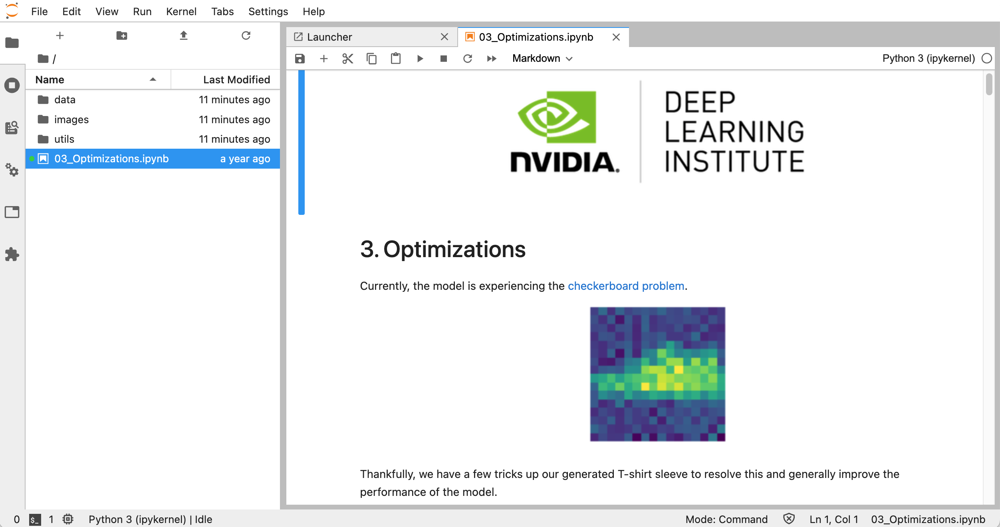 File Edit View Run Kernel Tabs Settings Help
/
Name Last Modified
data 11 minutes ago
images 11 minutes ago
utils 11 minutes ago
03_Optimizations.ipynb a year ago
Launcher 03_Optimizations.ipynb
Markdown Python 3 (ipykernel)
NVIDIA.
DEEP
LEARNING
INSTITUTE
3. Optimizations
Currently, the model is experiencing the checkerboard problem.
Thankfully, we have a few tricks up our generated T-shirt sleeve to resolve this and generally improve the
performance of the model.
0 $_ 1 Python 3 (ipykernel) | Idle Mode: Command Ln 1, Col 1 03_Optimizations.ipynb